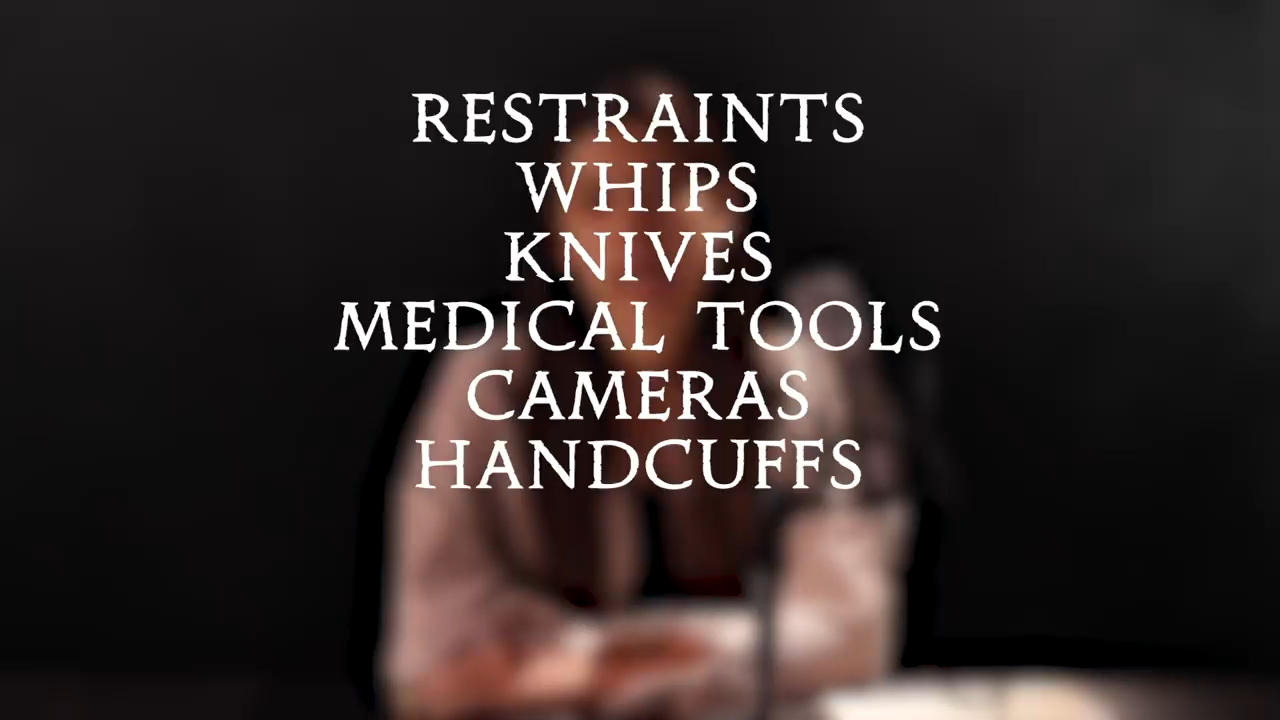 RESTRAINTS
WHIPS
KNIVES
MEDICAL TOOLS
CAMERAS
HANDCUFFS